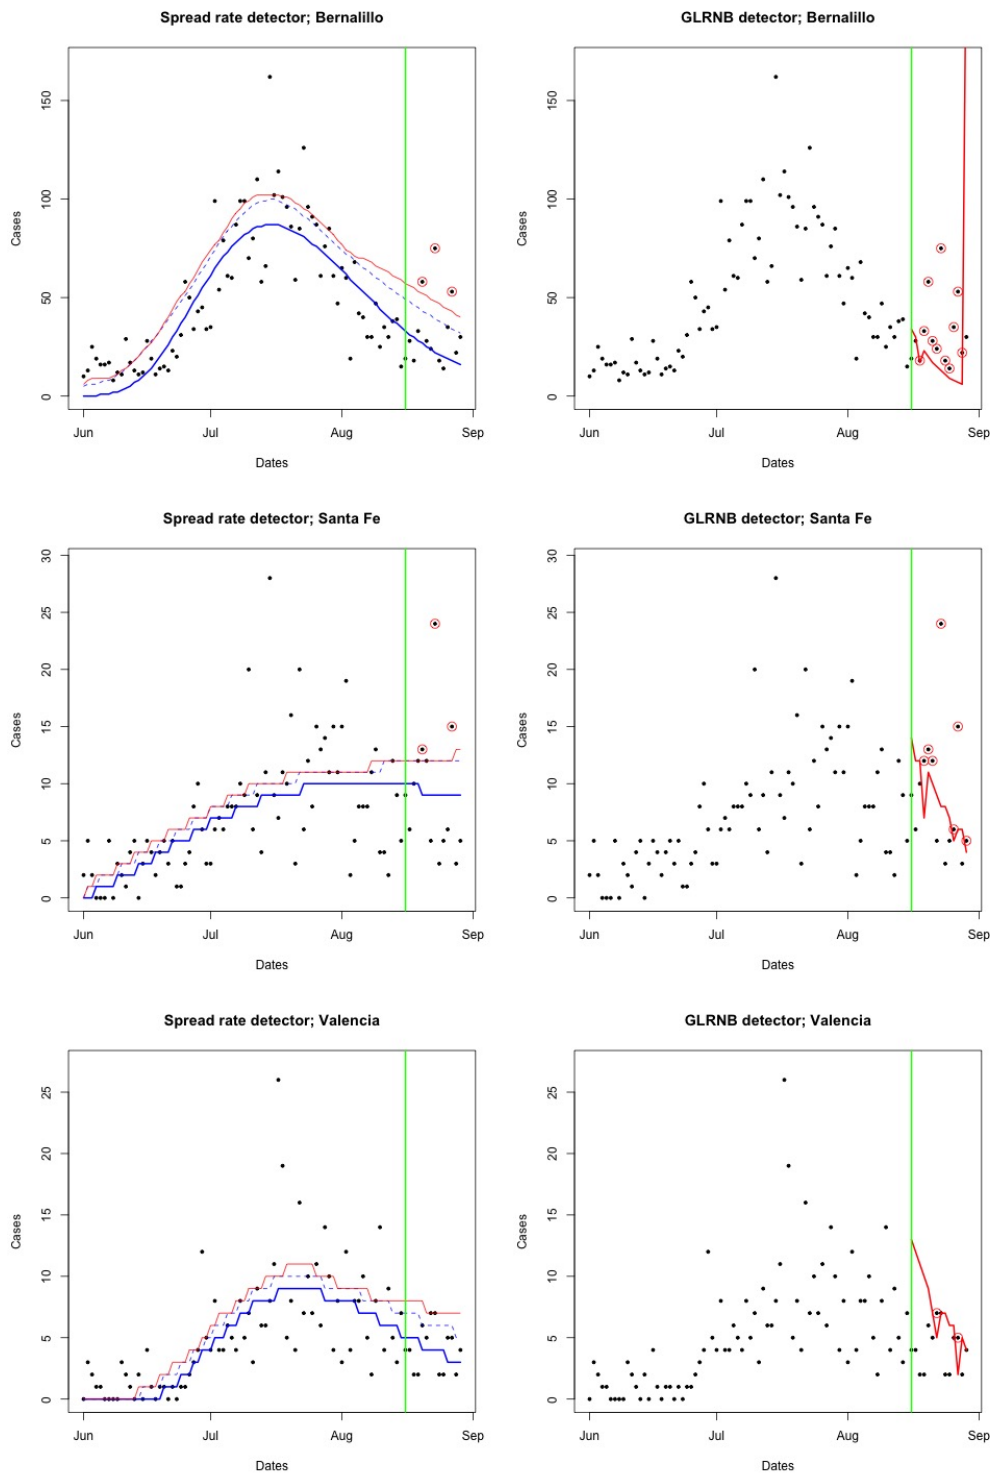 Spread rate detector; Bernalillo
GLRNB detector; Bernalillo
Cases
150
100
50
0
Jun Jul Aug Sep
Dates
Cases
150
100
50
0
Jun Jul Aug Sep
Dates
Spread rate detector; Santa Fe
GLRNB detector; Santa Fe
Cases
30
25
20
15
10
5
0
Jun Jul Aug Sep
Dates
Cases
30
25
20
15
10
5
0
Jun Jul Aug Sep
Dates
Spread rate detector; Valencia
GLRNB detector; Valencia
Cases
25
20
15
10
5
0
Jun Jul Aug Sep
Dates
Cases
25
20
15
10
5
0
Jun Jul Aug Sep
Dates